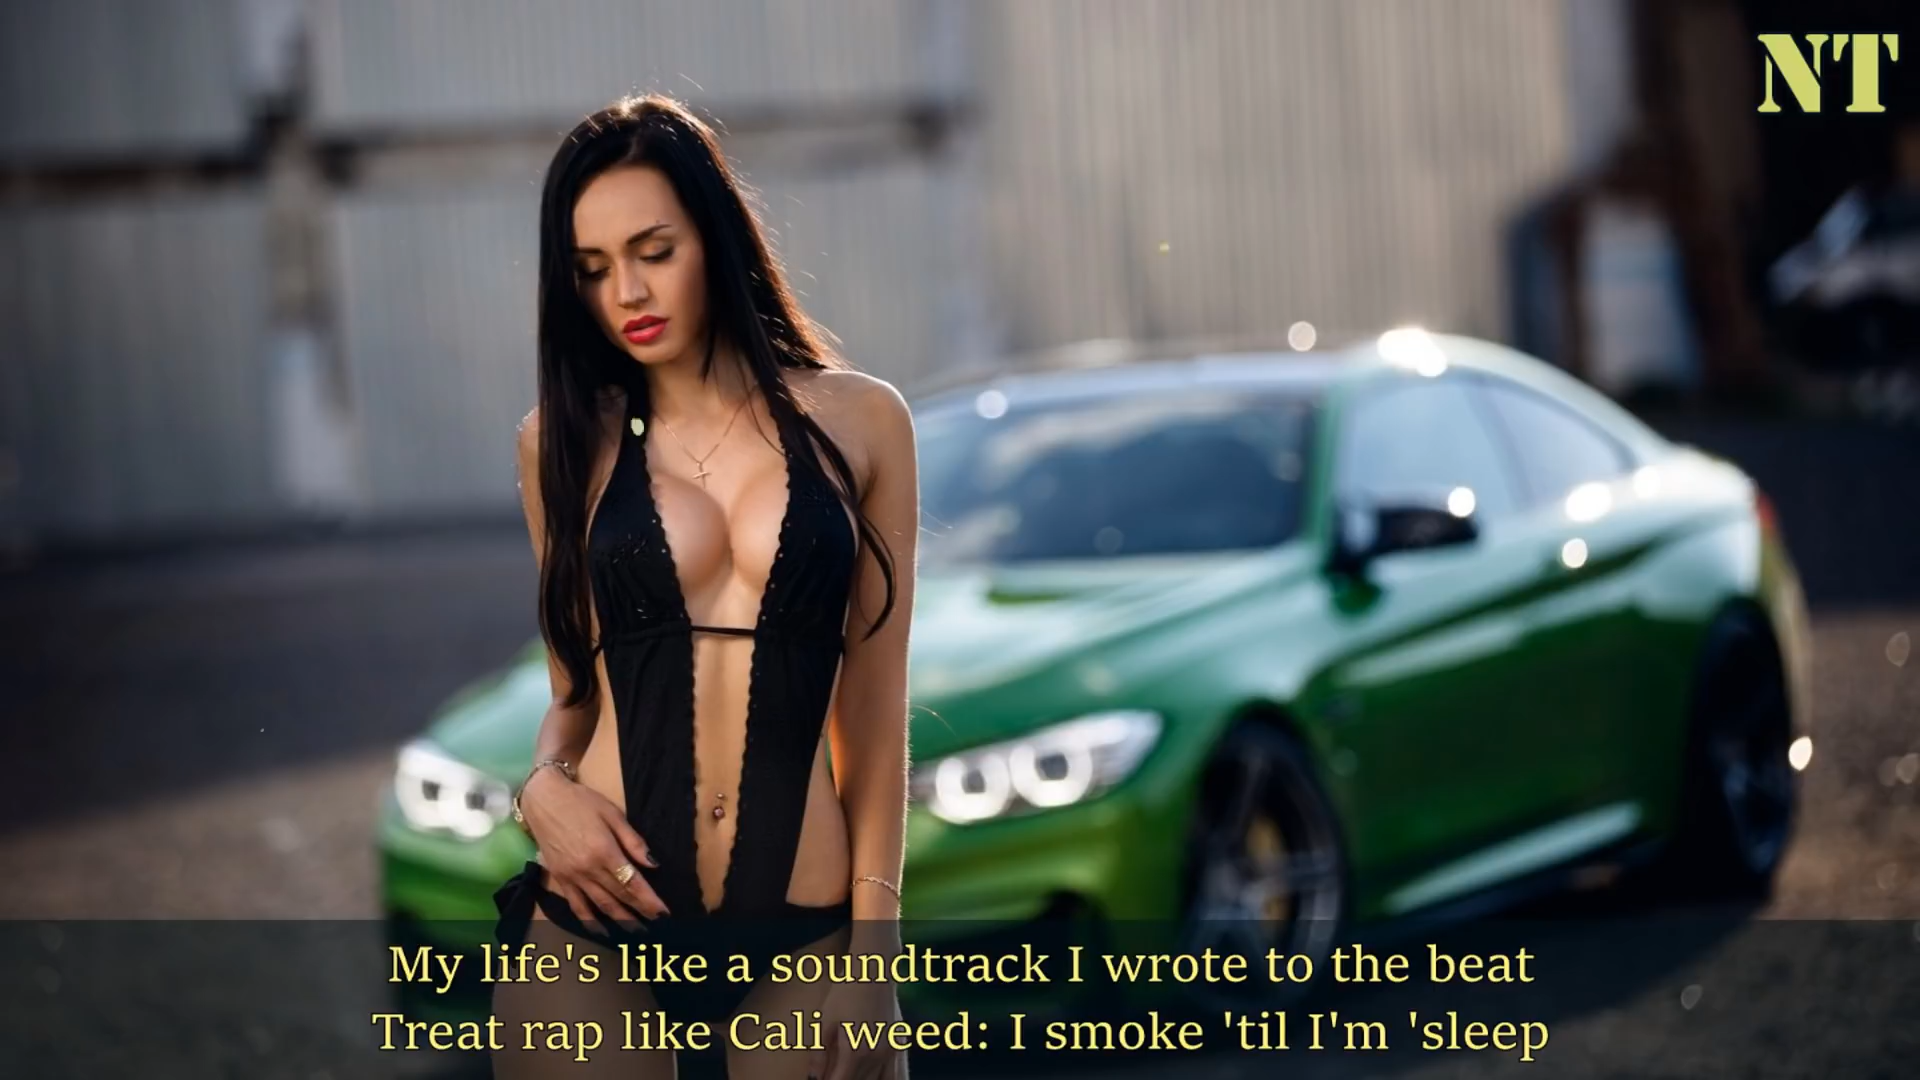 NT
My life's like a soundtrack I wrote to the beat
Treat rap like Cali weed: I smoke 'til I'm 'sleep